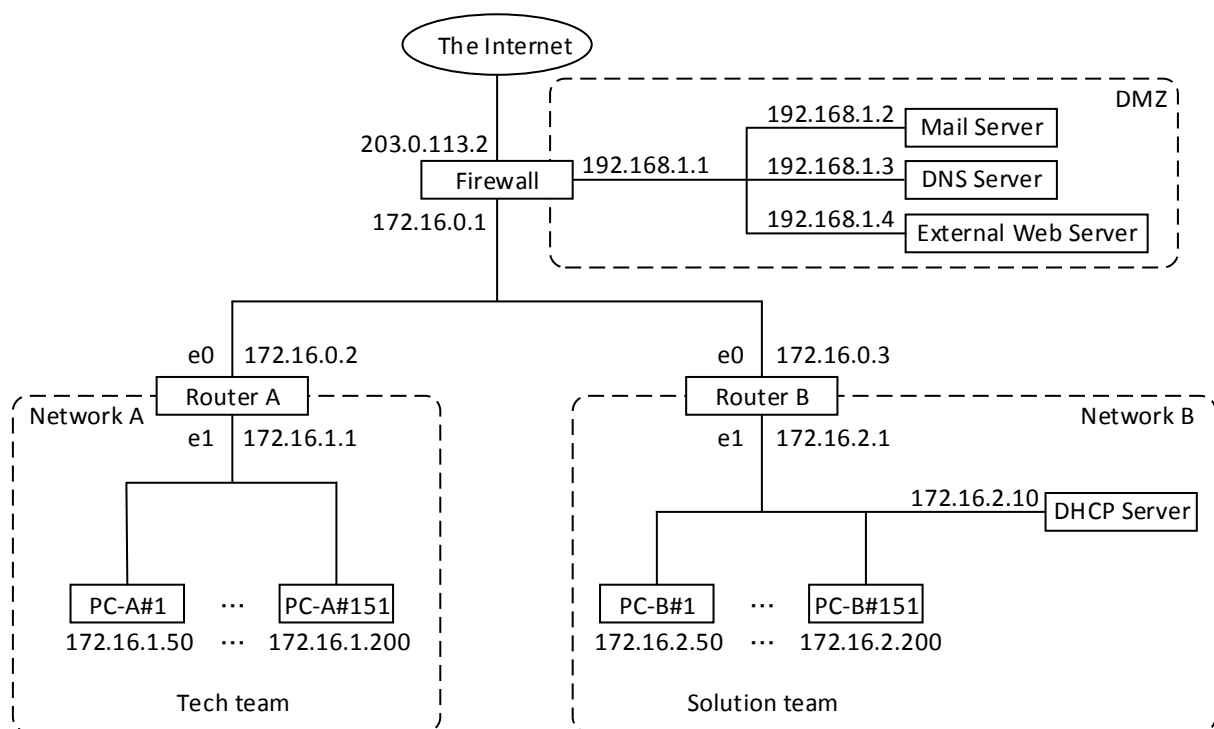 The Internet
DMZ
192.168.1.2
Mail Server
203.0.113.2
192.168.1.1
192.168.1.3
Firewall
DNS Server
172.16.0.1
192.168.1.4
External Web Server
e0 172.16.0.2
e0 172.16.0.3
Router A
Router B
Network A
Network B
e1 172.16.1.1
e1 172.16.2.1
172.16.2.10
DHCP Server
PC-A#1 ... PC-A#151
PC-B#1 ... PC-B#151
172.16.1.50 ... 172.16.1.200
172.16.2.50 ... 172.16.2.200
Tech team
Solution team